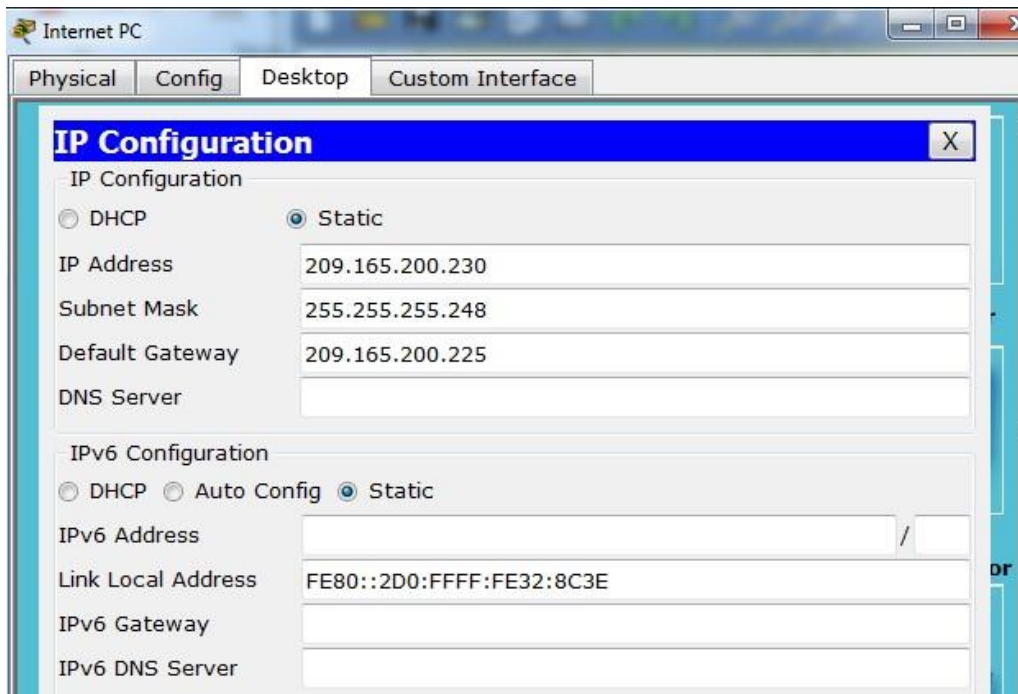 Internet PC
Physical Config Desktop Custom Interface
IP Configuration X
IP Configuration
DHCP Static
IP Address 209.165.200.230
Subnet Mask 255.255.255.248
Default Gateway 209.165.200.225
DNS Server
IPv6 Configuration
DHCP Auto Config Static
IPv6 Address /
Link Local Address FE80::2D0:FFFF:FE32:8C3E
IPv6 Gateway
IPv6 DNS Server
or